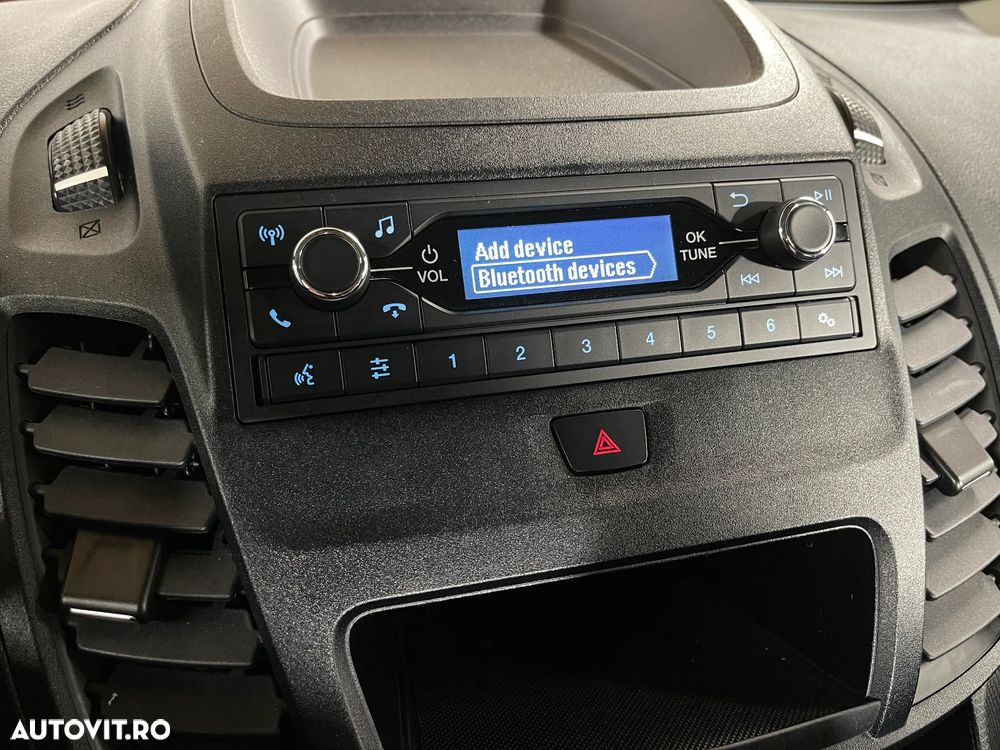 Add device
Bluetooth devices
VOL
OK
TUNE
1 2 3 4 5 6
AUTOVIT.RO